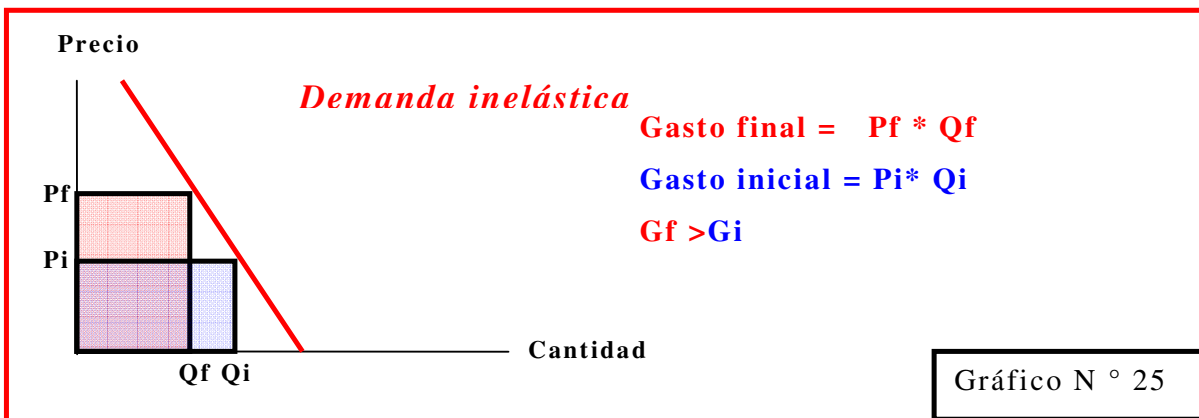 Precio
Demanda inelástica
Gasto final = Pf * Qf
Gasto inicial = Pi* Qi
Gf >Gi
Pf
Pi
Cantidad
Qf Qi
Gráfico N ° 25